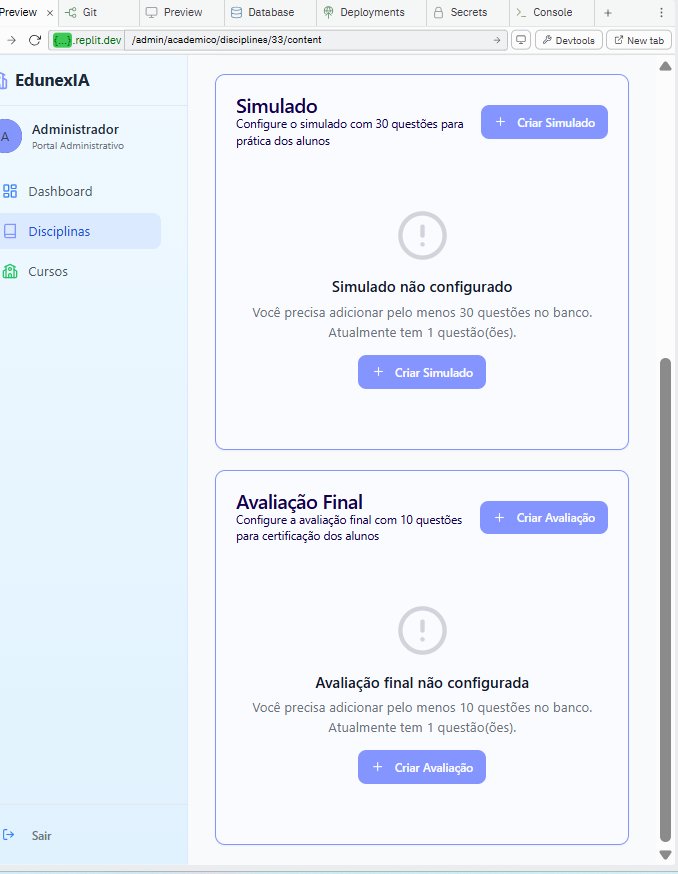 Preview
Git
Preview
Database
Deployments
Secrets
Console
.replit.dev /admin/academico/disciplines/33/content
Devtools
New tab
EdunexIA
A
Administrador
Portal Administrativo
Dashboard
Disciplinas
Cursos
Sair
Simulado
Configure o simulado com 30 questões para
prática dos alunos
Criar Simulado
Simulado não configurado
Você precisa adicionar pelo menos 30 questões no banco.
Atualmente tem 1 questão(ões).
Criar Simulado
Avaliação Final
Configure a avaliação final com 10 questões
para certificação dos alunos
Criar Avaliação
Avaliação final não configurada
Você precisa adicionar pelo menos 10 questões no banco.
Atualmente tem 1 questão(ões).
Criar Avaliação